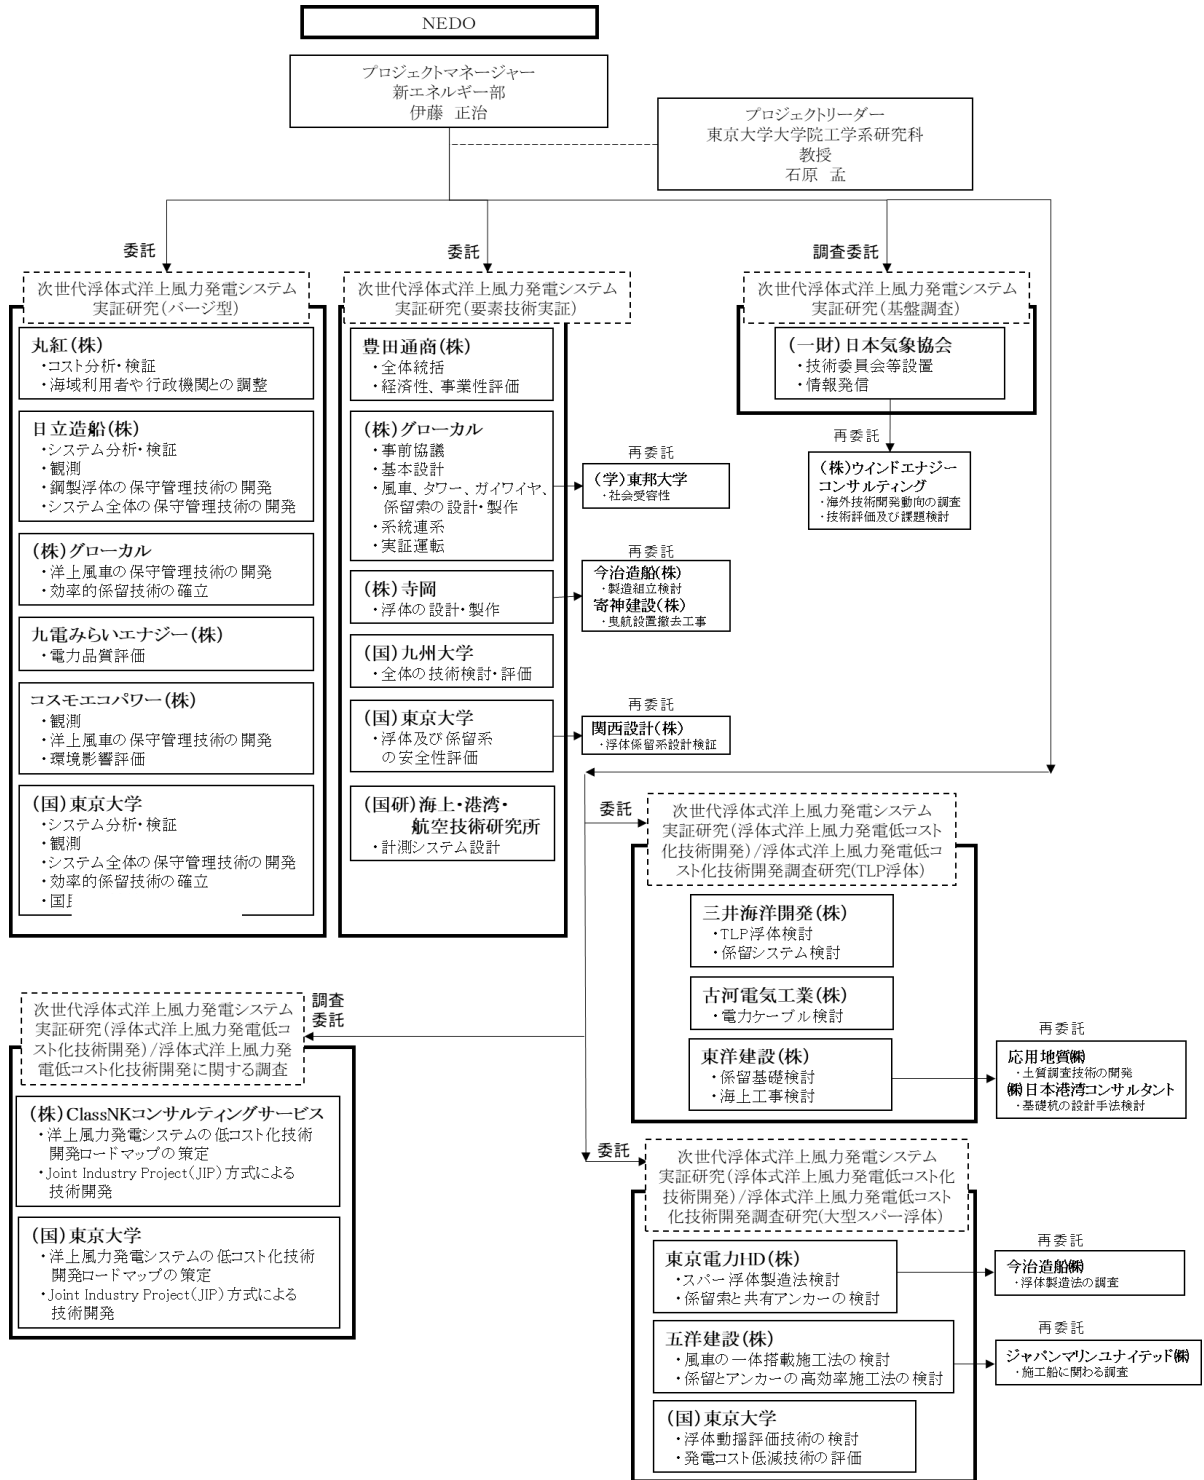 NEDO
プロジェクトマネージャー
新エネルギー部
伊藤 正治
プロジェクトリーダー
東京大学大学院工学系研究科
教授
石原 孟
委託
次世代浮体式洋上風力発電システム
実証研究(バージ型)
丸紅(株)
・コスト分析・検証
・海域利用者や行政機関との調整
日立造船(株)
・システム分析・検証
・観測
・鋼製浮体の保守管理技術の開発
・システム全体の保守管理技術の開発
(株)グローカル
・洋上風車の保守管理技術の開発
・効率的係留技術の確立
九電みらいエナジー(株)
・電力品質評価
コスモエコパワー(株)
・観測
・洋上風車の保守管理技術の開発
・環境影響評価
(国)東京大学
・システム分析・検証
・観測
・システム全体の保守管理技術の開発
・効率的係留技術の確立
・国
委託
次世代浮体式洋上風力発電システム
実証研究(要素技術実証)
豊田通商(株)
・全体統括
・経済性、事業性評価
(株)グローカル
・事前協議
・基本設計
・風車、タワー、ガイワイヤ、
係留索の設計・製作
・系統連系
・実証運転
(株)寺岡
・浮体の設計・製作
(国)九州大学
・全体の技術検討・評価
(国)東京大学
・浮体及び係留系
の安全性評価
(国研)海上・港湾・
航空技術研究所
・計測システム設計
再委託
(学)東邦大学
・社会受容性
再委託
今治造船(株)
・製造組立検討
寄神建設(株)
・曳航設置撤去工事
再委託
関西設計(株)
・浮体係留系設計検証
調査委託
次世代浮体式洋上風力発電システム
実証研究(基盤調査)
(一財)日本気象協会
・技術委員会等設置
・情報発信
再委託
(株)ウインドエナジー
コンサルティング
・海外技術開発動向の調査
・技術評価及び課題検討
委託
次世代浮体式洋上風力発電システム
実証研究(浮体式洋上風力発電低コスト
化技術開発)/浮体式洋上風力発電低コ
スト化技術開発調査研究(TLP浮体)
三井海洋開発(株)
・TLP浮体検討
・係留システム検討
古河電気工業(株)
・電力ケーブル検討
東洋建設(株)
・係留基礎検討
・海上工事検討
再委託
応用地質㈱
・土質調査技術の開発
㈱日本港湾コンサルタント
・基礎杭の設計手法検討
調査
委託
次世代浮体式洋上風力発電システム
実証研究(浮体式洋上風力発電低コ
スト化技術開発)/浮体式洋上風力発
電低コスト化技術開発に関する調査
(株)ClassNKコンサルティングサービス
・洋上風力発電システムの低コスト化技術
開発ロードマップの策定
・Joint Industry Project(JIP)方式による
技術開発
(国)東京大学
・洋上風力発電システムの低コスト化技術
開発ロードマップの策定
・Joint Industry Project(JIP)方式による
技術開発
委託
次世代浮体式洋上風力発電システム
実証研究(浮体式洋上風力発電低コスト化
技術開発)/浮体式洋上風力発電低コスト
化技術開発調査研究(大型スパー浮体)
東京電力HD(株)
・スパー浮体製造法検討
・係留索と共有アンカーの検討
再委託
今治造船㈱
・浮体製造法の調査
五洋建設(株)
・風車の一体搭載施工法の検討
・係留とアンカーの高効率施工法の検討
再委託
ジャパンマリンユナイテッド㈱
・施工船に関わる調査
(国)東京大学
・浮体動揺評価技術の検討
・発電コスト低減技術の評価